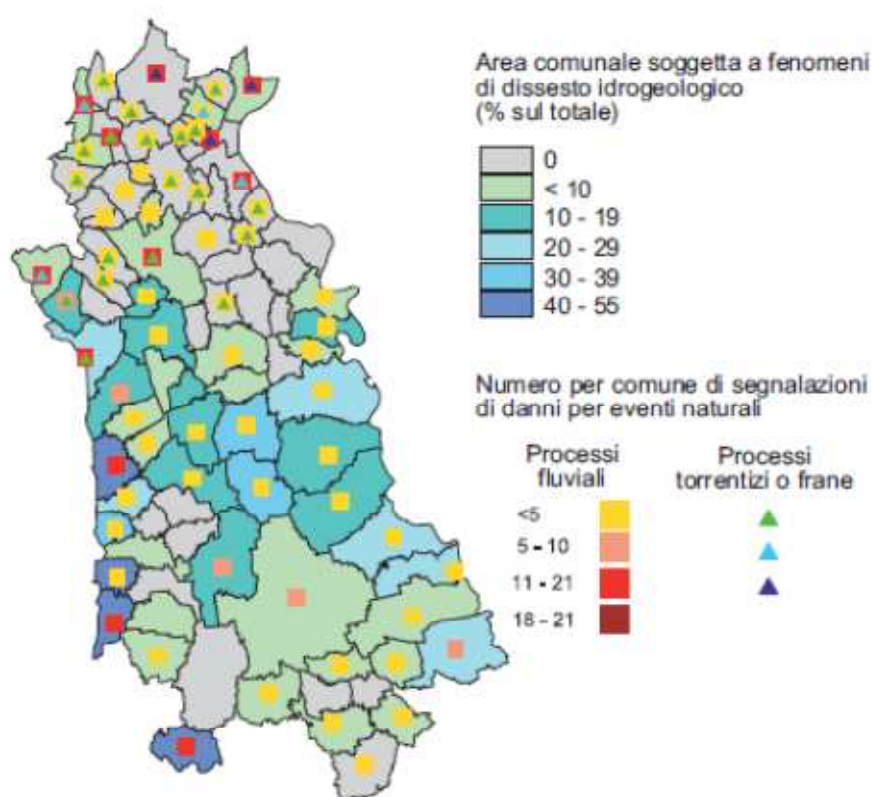 Area comunale soggetta a fenomeni
di dissesto idrogeologico
(% sul totale)
0
< 10
10 - 19
20 - 29
30 - 39
40 - 55
Numero per comune di segnalazioni
di danni per eventi naturali
Processi
fluviali
Processi
torrentizi o frane
<5
5 - 10
11 - 21
18 - 21